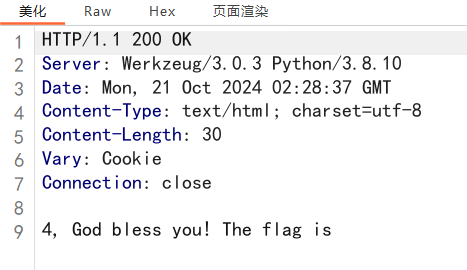 美化 Raw Hex 页面渲染
1 HTTP/1.1 200 OK
2 Server: Werkzeug/3.0.3 Python/3.8.10
3 Date: Mon, 21 Oct 2024 02:28:37 GMT
4 Content-Type: text/html; charset=utf-8
5 Content-Length: 30
6 Vary: Cookie
7 Connection: close
8
9 4, God bless you! The flag is